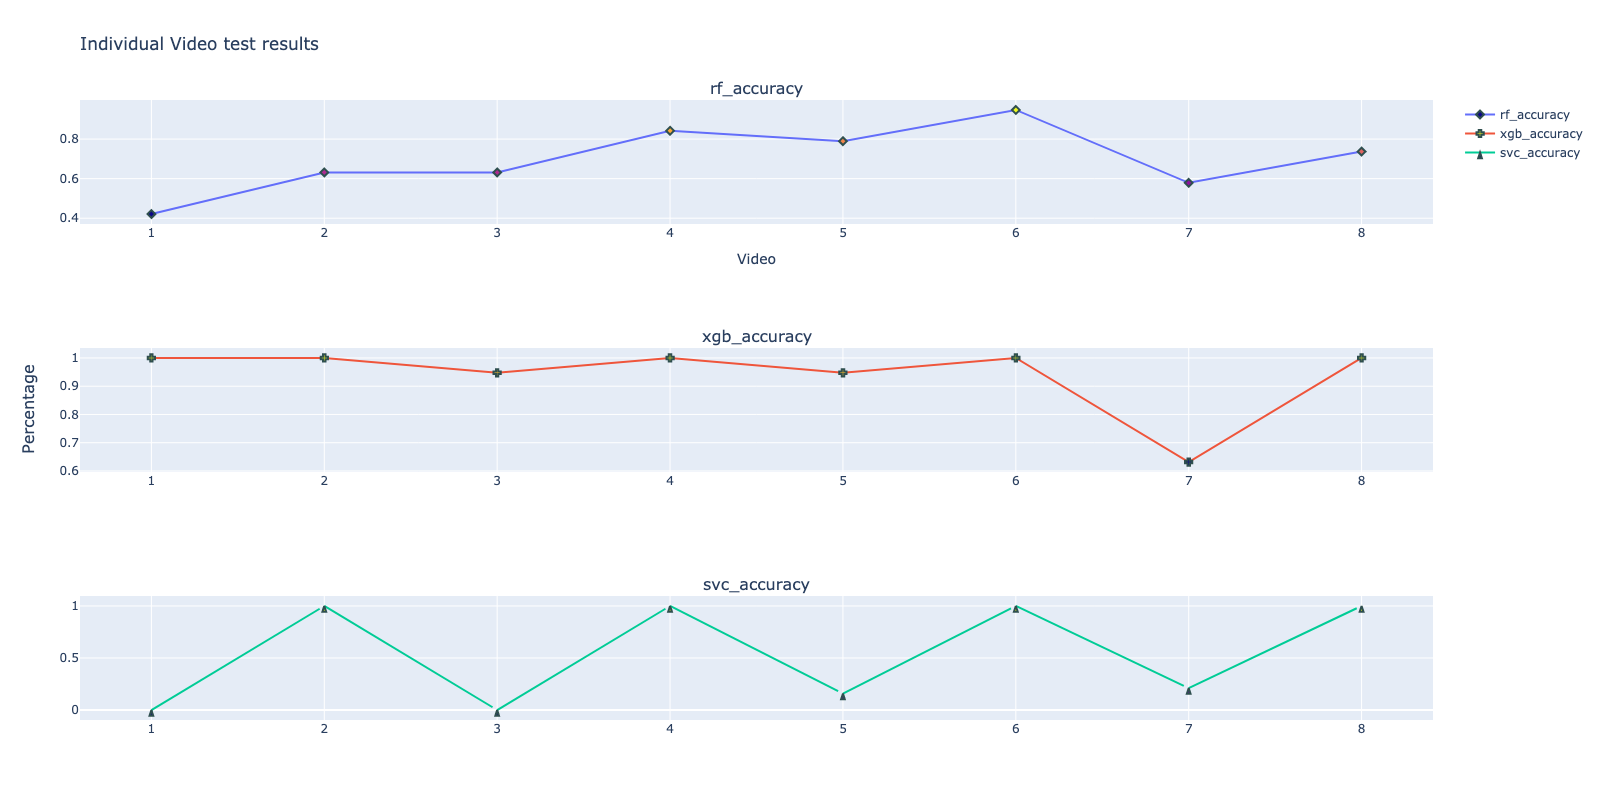 Individual Video test results
rf_accuracy
0.8
0.6
0.4
1 2 3 4 5 6 7 8
Video
rf_accuracy
xgb_accuracy
svc_accuracy
xgb_accuracy
Percentage
1
0.9
0.8
0.7
0.6
1 2 3 4 5 6 7 8
svc_accuracy
1
0.5
0
1 2 3 4 5 6 7 8